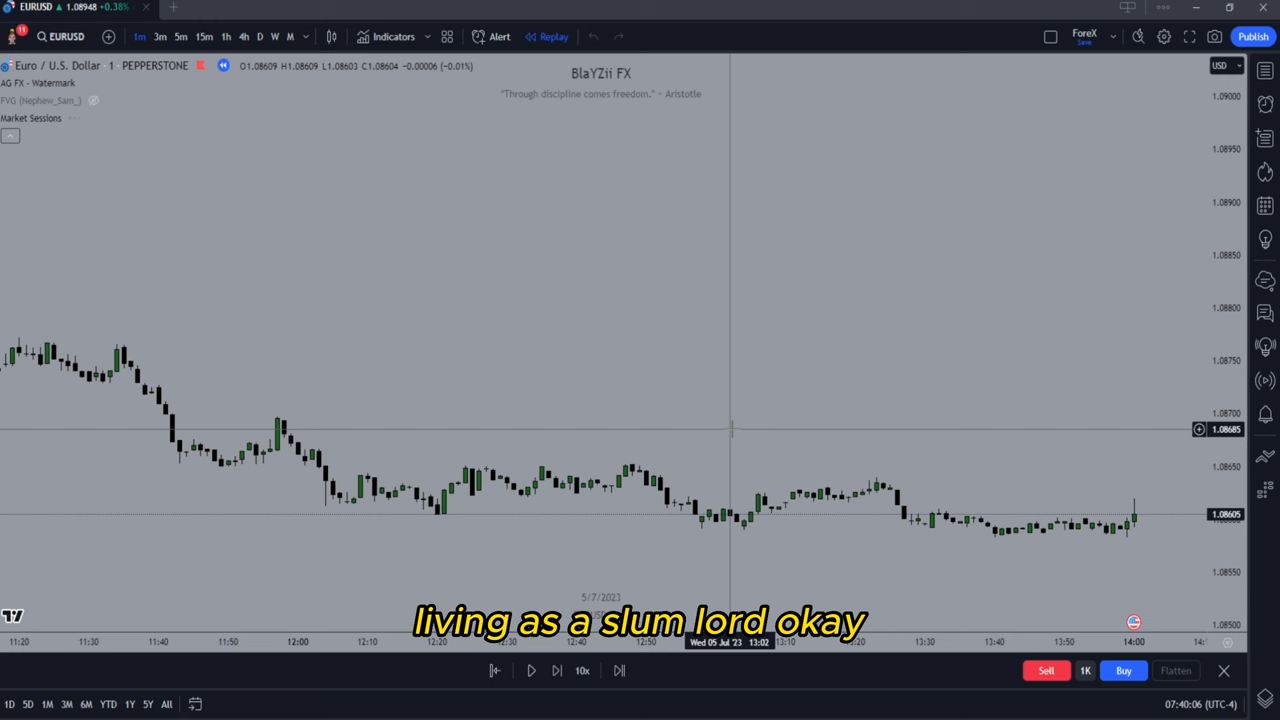 EURUSD ▲ 1.08948 +0.38%
11
EURUSD 1m 3m 5m 15m 1h 4h D W M Indicators Alert Replay ForeX Save Publish
Euro / U.S. Dollar · 1 · PEPPERSTONE O1.08609 H1.08609 L1.08603 C1.08604 −0.00006 (−0.01%)
AG FX - Watermark
FVG (Nephew_Sam_)
Market Sessions
BlaYZii FX
"Through discipline comes freedom." - Aristotle
USD
1.09000
1.08950
1.08900
1.08850
1.08800
1.08750
1.08700
1.08685
1.08650
1.08605
1.08550
1.08500
5/7/2023
living as a slum lord okay
11:20 11:30 11:40 11:50 12:00 12:10 12:20 12:30 12:40 12:50 Wed 05 Jul '23 13:02 13:10 13:20 13:30 13:40 13:50 14:00
10x Sell 1K Buy Flatten
1D 5D 1M 3M 6M YTD 1Y 5Y All 07:40:06 (UTC-4)